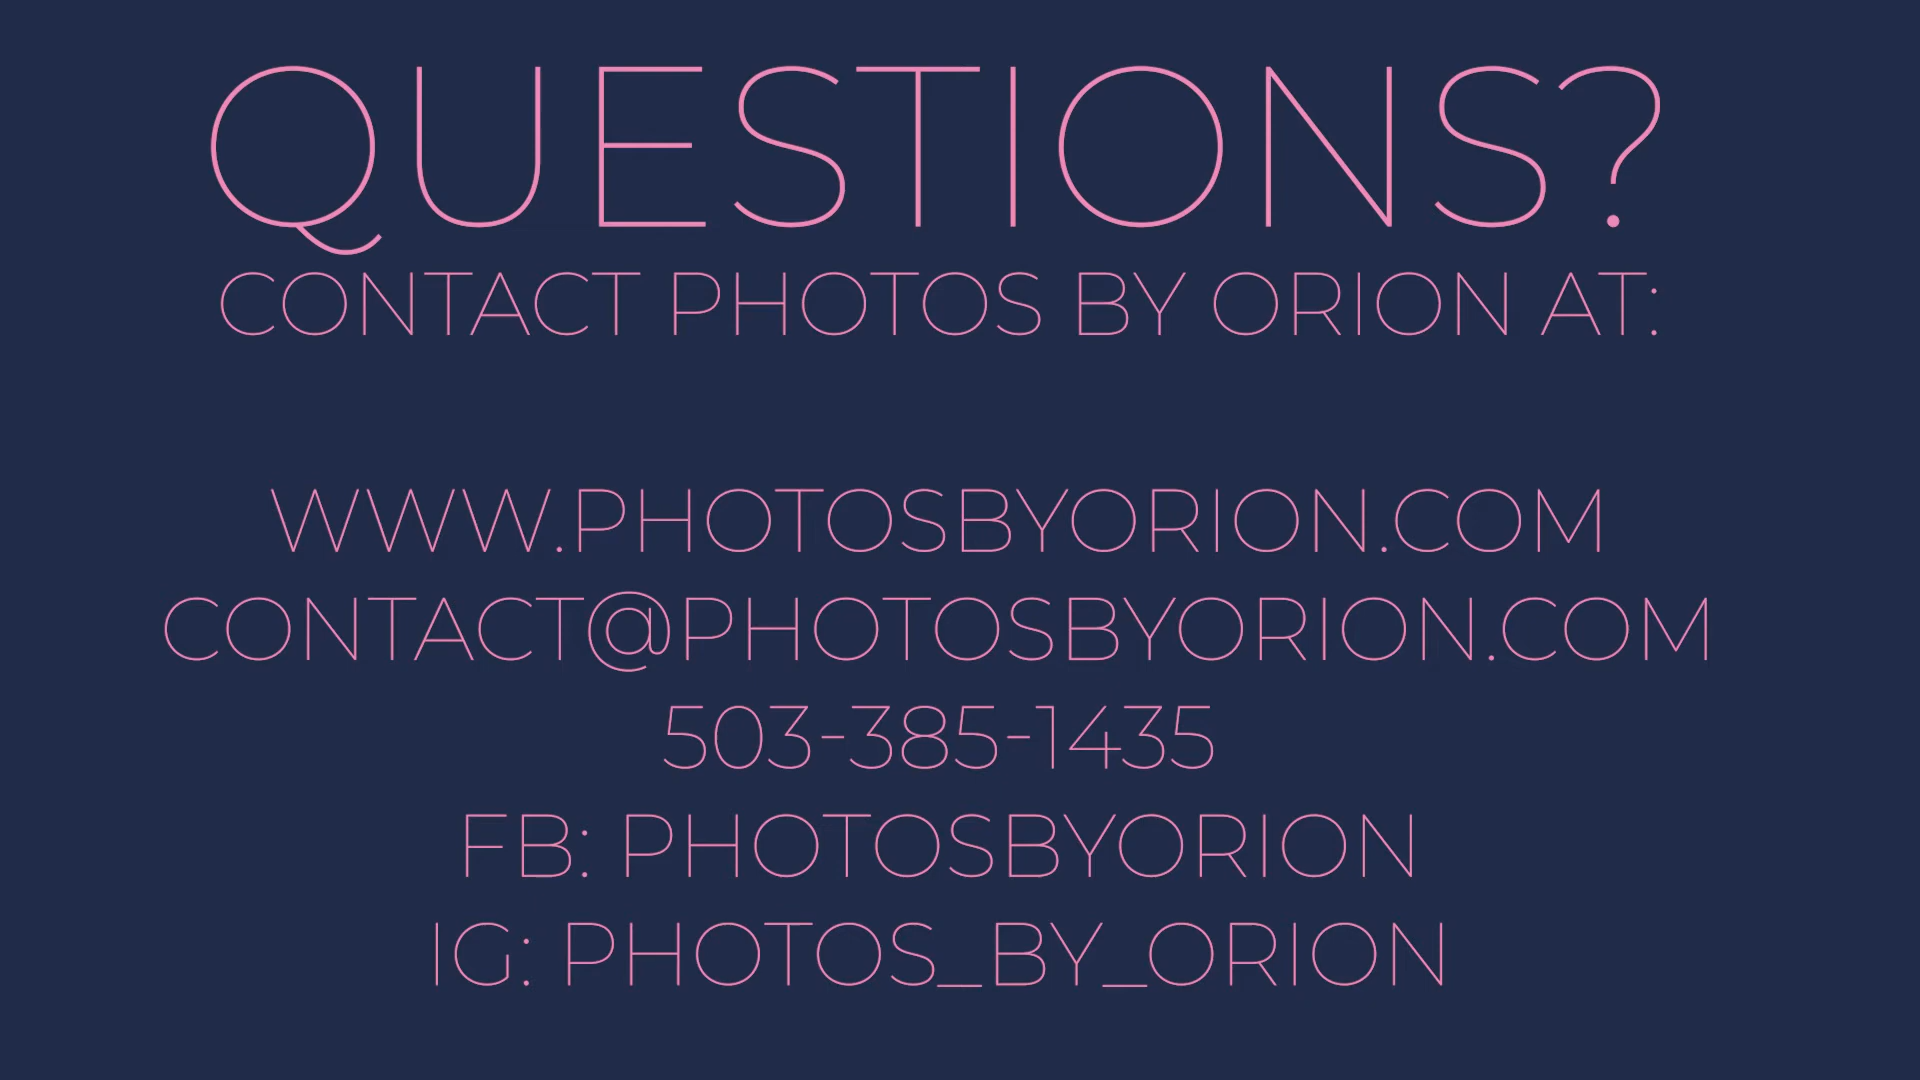 QUESTIONS?
CONTACT PHOTOS BY ORION AT:
WWW.PHOTOSBYORION.COM
CONTACT@PHOTOSBYORION.COM
503-385-1435
FB: PHOTOSBYORION
IG: PHOTOS_BY_ORION